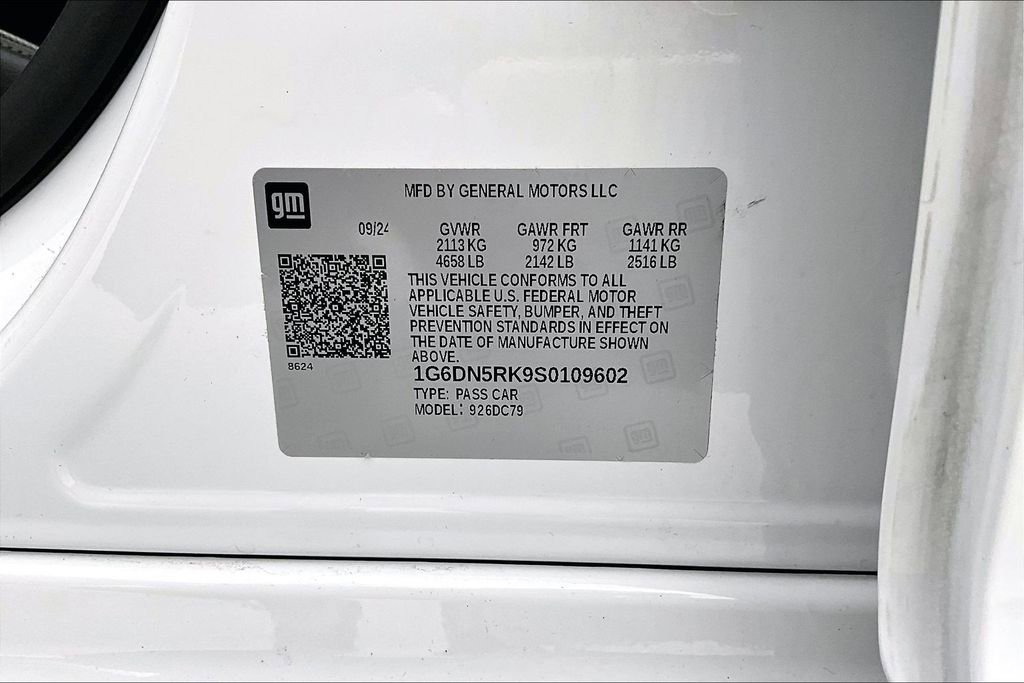 gm
MFD BY GENERAL MOTORS LLC
09/24 GVWR GAWR FRT GAWR RR
2113 KG 972 KG 1141 KG
4658 LB 2142 LB 2516 LB
THIS VEHICLE CONFORMS TO ALL
APPLICABLE U.S. FEDERAL MOTOR
VEHICLE SAFETY, BUMPER, AND THEFT
PREVENTION STANDARDS IN EFFECT ON
THE DATE OF MANUFACTURE SHOWN
ABOVE.
8624
1G6DN5RK9S0109602
TYPE: PASS CAR
MODEL: 926DC79